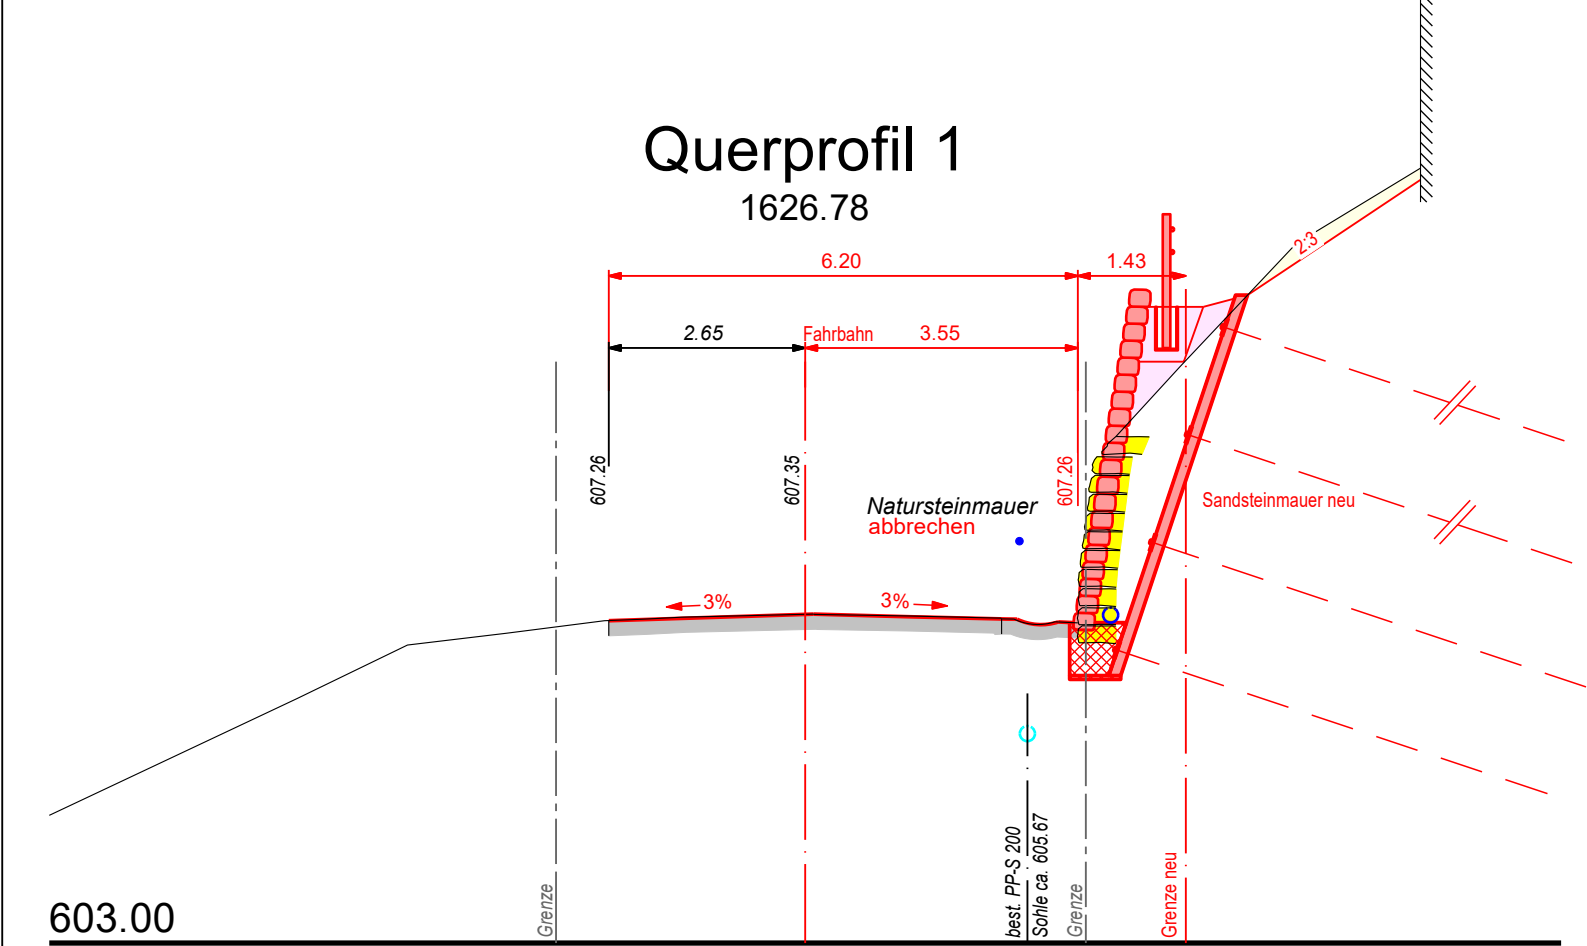 Querprofil 1
1626.78
2:3
6.20
1.43
2.65
Fahrbahn
3.55
607.26
607.35
607.26
Natursteinmauer
abbrechen
Sandsteinmauer neu
3%
3%
best. PP-S 200
Sohle ca. 605.67
Grenze
Grenze
Grenze neu
603.00